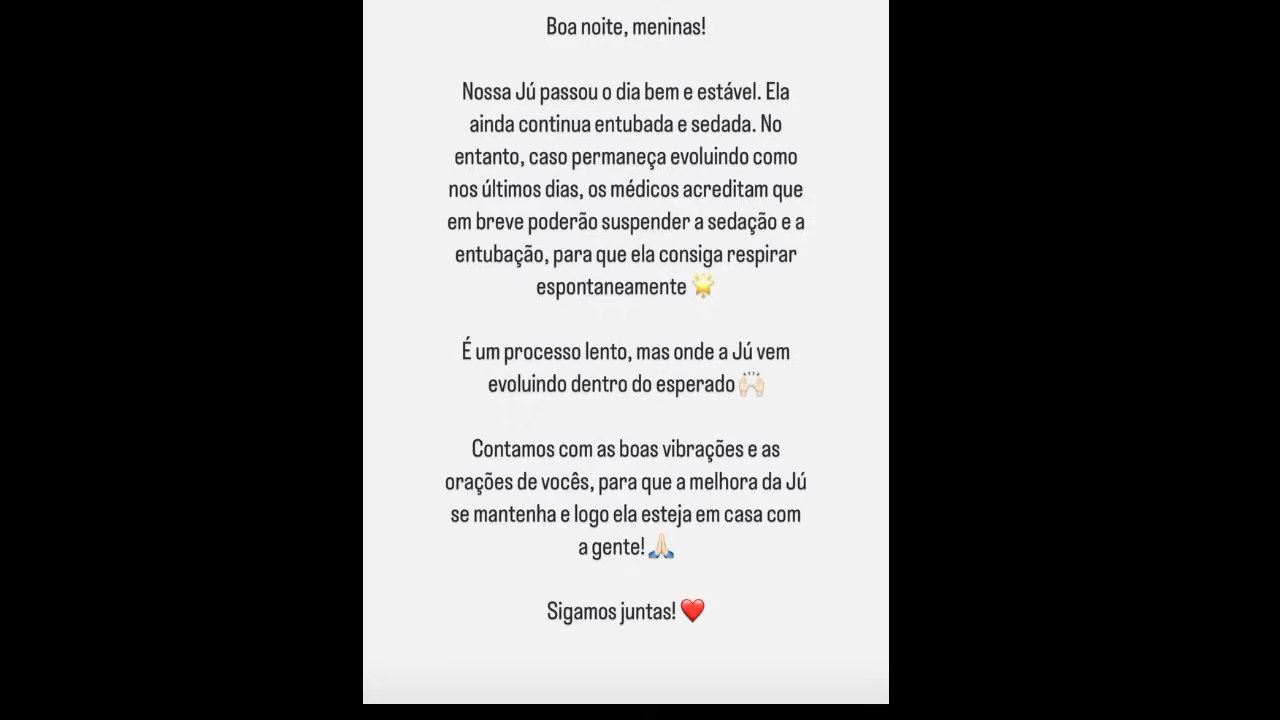 Boa noite, meninas!
Nossa Jú passou o dia bem e estável. Ela
ainda continua entubada e sedada. No
entanto, caso permaneça evoluindo como
nos últimos dias, os médicos acreditam que
em breve poderão suspender a sedação e a
entubação, para que ela consiga respirar
espontaneamente 🌟
É um processo lento, mas onde a Jú vem
evoluindo dentro do esperado 🙌🏻
Contamos com as boas vibrações e as
orações de vocês, para que a melhora da Jú
se mantenha e logo ela esteja em casa com
a gente!🙏🏻
Sigamos juntas! ❤️